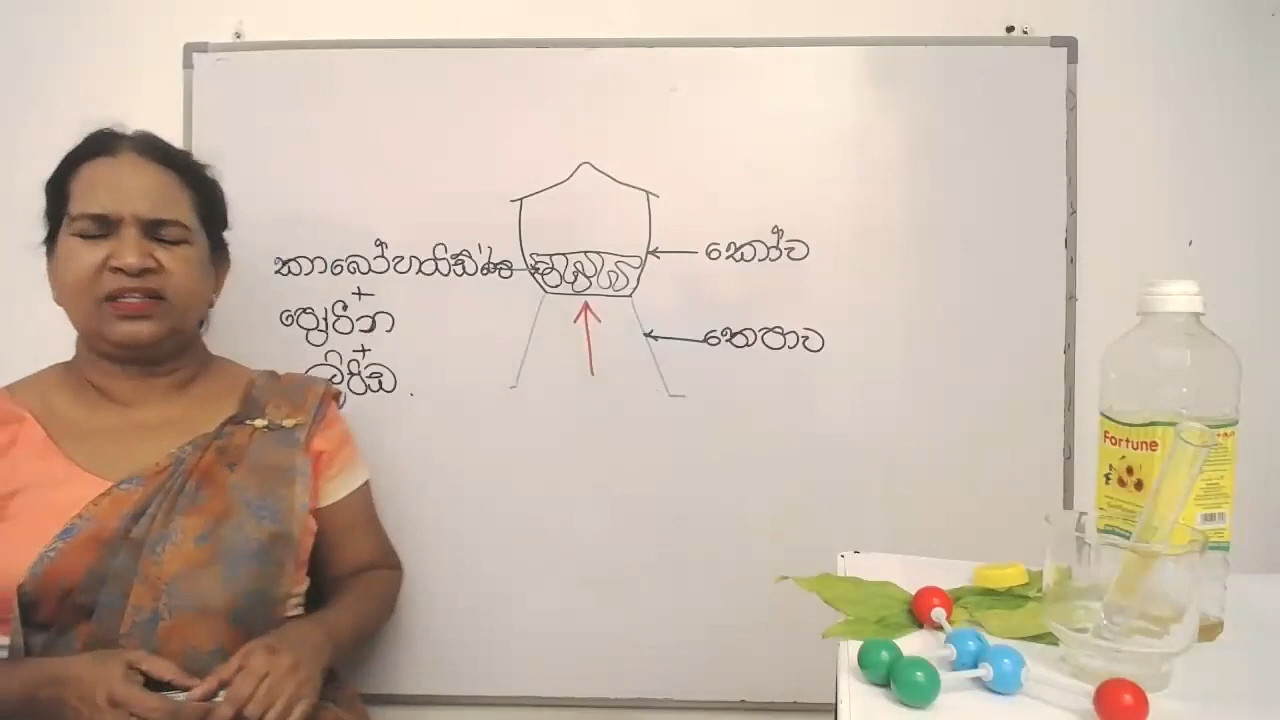 කාබෝහයිඩ්‍රේට
+
ප්‍රෝටීන
+
ලිපිඩ .
කෝව
තෙපාව
Fortune